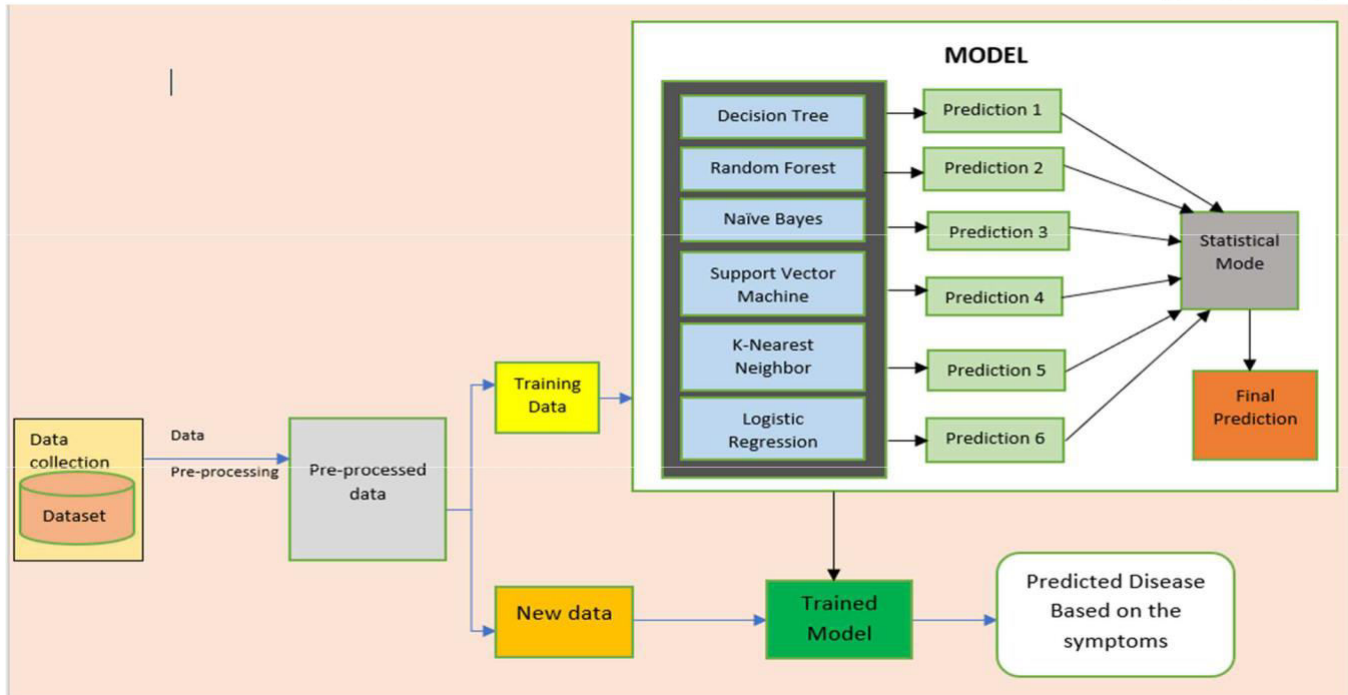 MODEL
Decision Tree
Prediction 1
Random Forest
Prediction 2
Naïve Bayes
Prediction 3
Support Vector
Machine
Prediction 4
K-Nearest
Neighbor
Prediction 5
Logistic
Regression
Prediction 6
Statistical
Mode
Final
Prediction
Training
Data
Data
collection
Dataset
Data
Pre-processing
Pre-processed
data
New data
Trained
Model
Predicted Disease
Based on the
symptoms